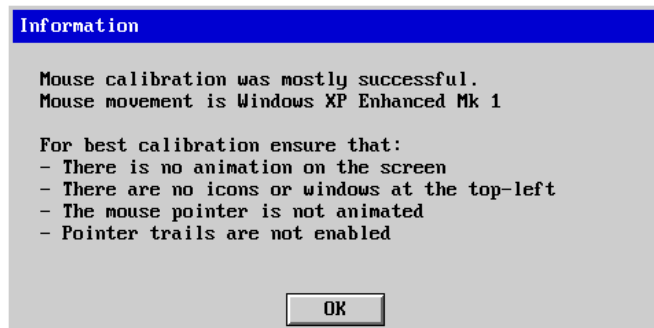 Information
Mouse calibration was mostly successful.
Mouse movement is Windows XP Enhanced Mk 1
For best calibration ensure that:
- There is no animation on the screen
- There are no icons or windows at the top-left
- The mouse pointer is not animated
- Pointer trails are not enabled
OK